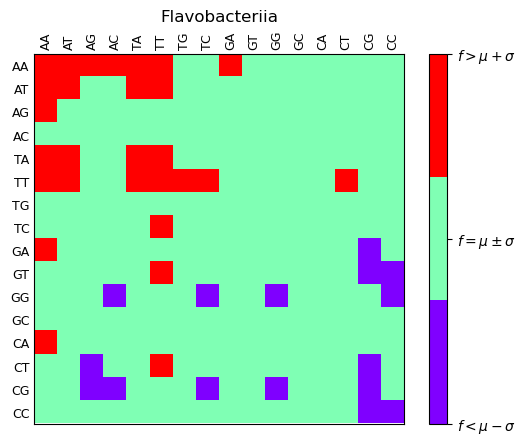 Flavobacteriia
AA AT AG AC TA TT TG TC GA GT GG GC CA CT CG CC
AA
AT
AG
AC
TA
TT
TG
TC
GA
GT
GG
GC
CA
CT
CG
CC
f > μ + σ
f = μ ± σ
f < μ − σ